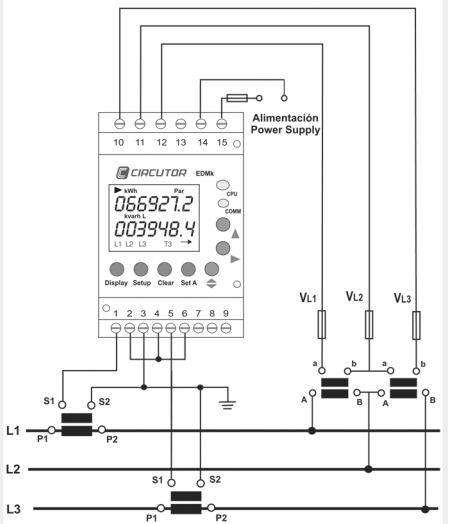 10 11 12 13 14 15
Alimentación
Power Supply
CIRCUTOR EDMk
kWh Par
066927.2
kvarh L
003948.4
L1 L2 L3 T3
CPU
COMM
Display Setup Clear Set A
1 2 3 4 5 6 7 8 9
VL1 VL2 VL3
a b a b
A B A B
S1 S2
L1 P1 P2
L2
S1 S2
L3
P1 P2